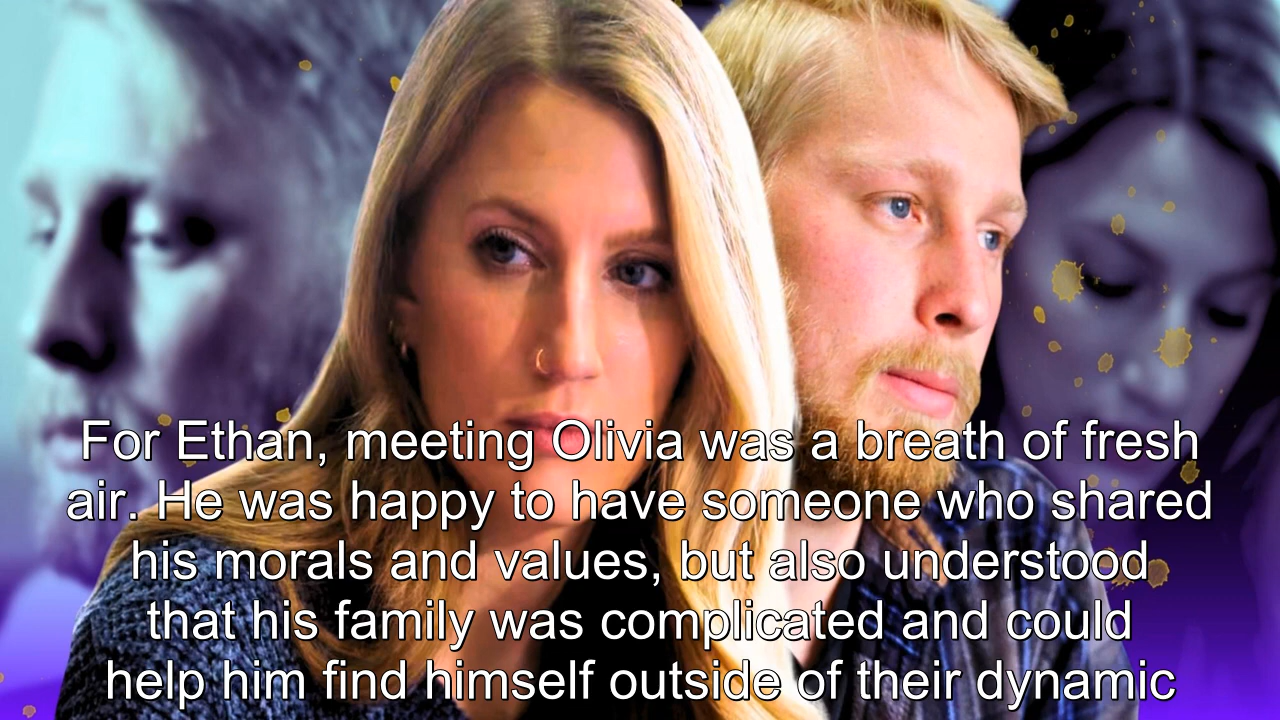 For Ethan, meeting Olivia was a breath of fresh
air. He was happy to have someone who shared
his morals and values, but also understood
that his family was complicated and could
help him find himself outside of their dynamic